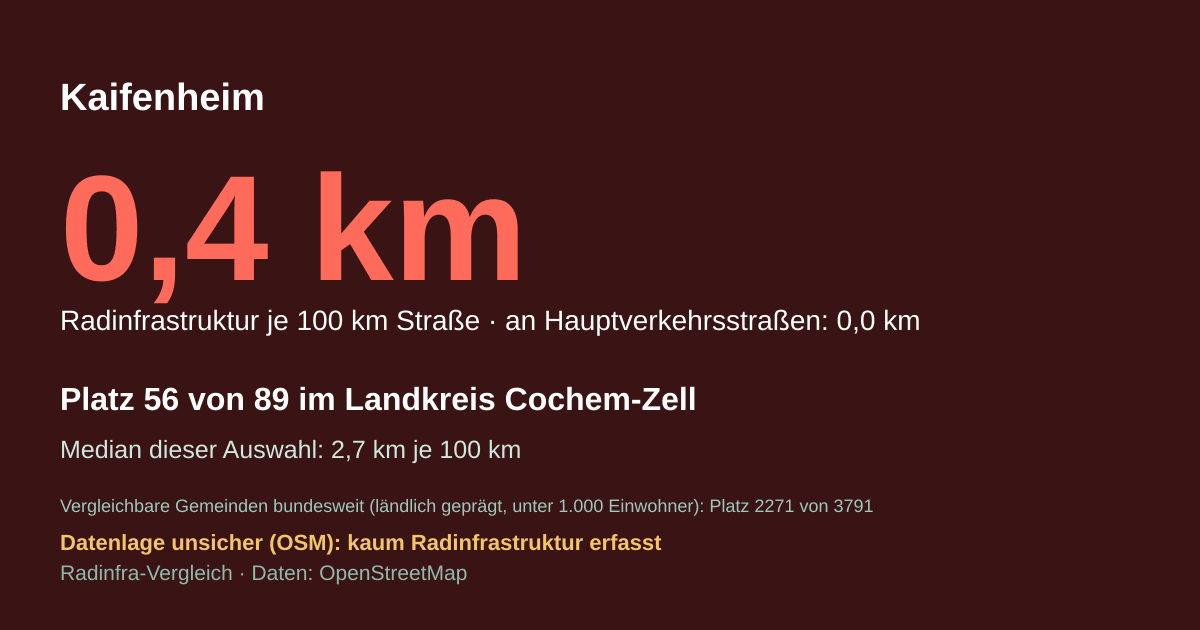 Kaifenheim
0,4 km
Radinfrastruktur je 100 km Straße · an Hauptverkehrsstraßen: 0,0 km
Platz 56 von 89 im Landkreis Cochem-Zell
Median dieser Auswahl: 2,7 km je 100 km
Vergleichbare Gemeinden bundesweit (ländlich geprägt, unter 1.000 Einwohner): Platz 2271 von 3791
Datenlage unsicher (OSM): kaum Radinfrastruktur erfasst
Radinfra-Vergleich · Daten: OpenStreetMap